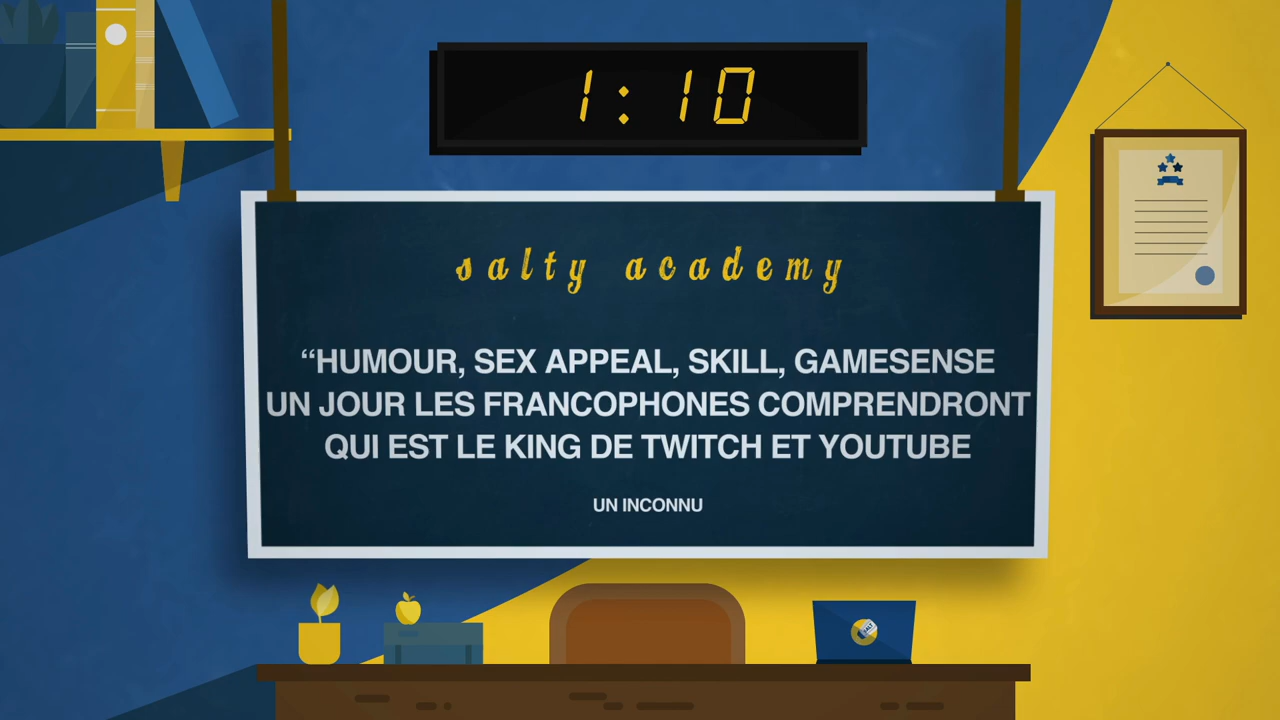 1:10
salty academy
“HUMOUR, SEX APPEAL, SKILL, GAMESENSE
UN JOUR LES FRANCOPHONES COMPRENDRONT
QUI EST LE KING DE TWITCH ET YOUTUBE
UN INCONNU